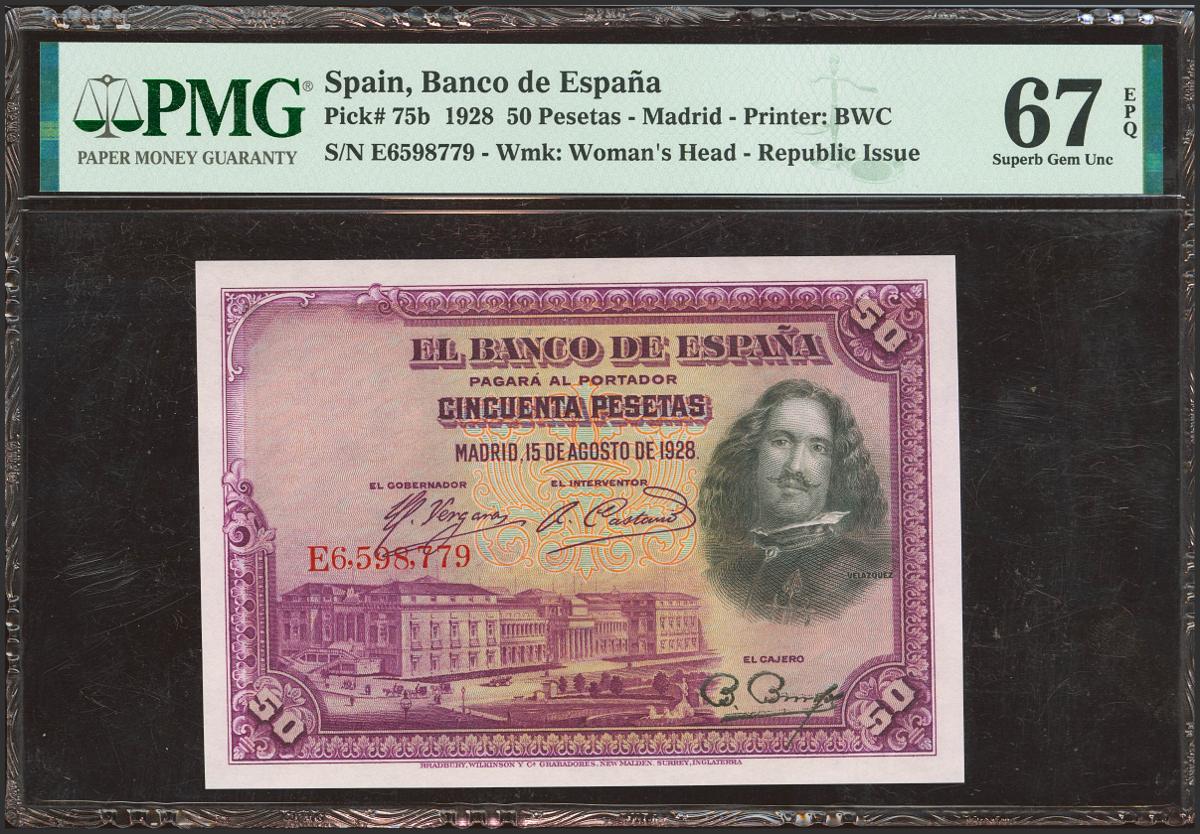 PMG®
PAPER MONEY GUARANTY
Spain, Banco de España
Pick# 75b 1928 50 Pesetas - Madrid - Printer: BWC
S/N E6598779 - Wmk: Woman's Head - Republic Issue
67
EPQ
Superb Gem Unc
50
EL BANCO DE ESPAÑA
PAGARÁ AL PORTADOR
CINCUENTA PESETAS
MADRID, 15 DE AGOSTO DE 1928.
EL GOBERNADOR
EL INTERVENTOR
E6,598,779
VELAZQUEZ
EL CAJERO
50
50
BRADBURY, WILKINSON Y Cª GRABADORES, NEW MALDEN, SURREY, INGLATERRA